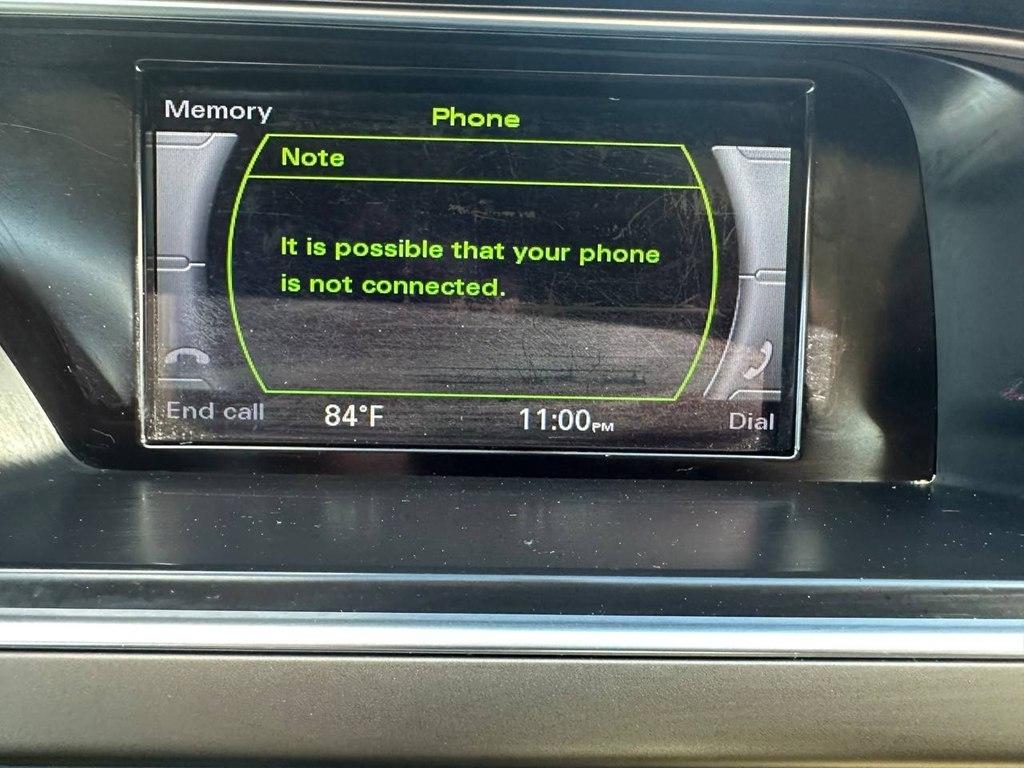 Memory
Phone
Note
It is possible that your phone
is not connected.
End call
84°F
11:00PM
Dial